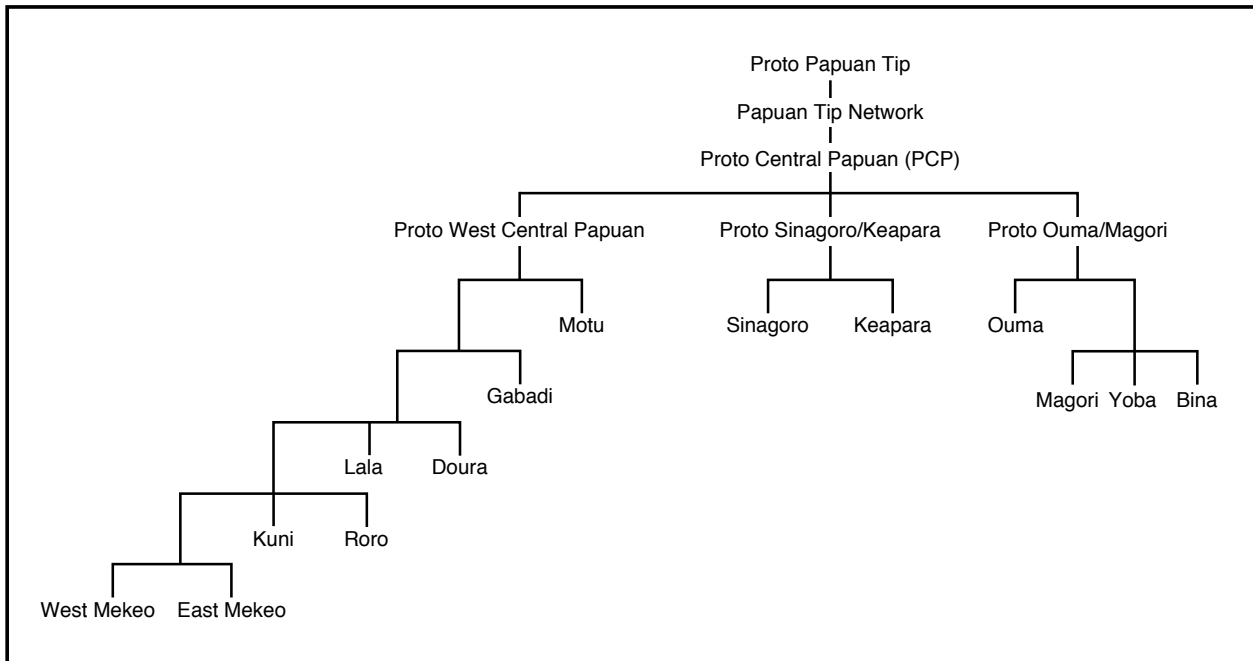 Proto Papuan Tip
Papuan Tip Network
Proto Central Papuan (PCP)
Proto West Central Papuan
Proto Sinagoro/Keapara
Proto Ouma/Magori
Motu
Sinagoro
Keapara
Ouma
Gabadi
Magori
Yoba
Bina
Lala
Doura
Kuni
Roro
West Mekeo
East Mekeo